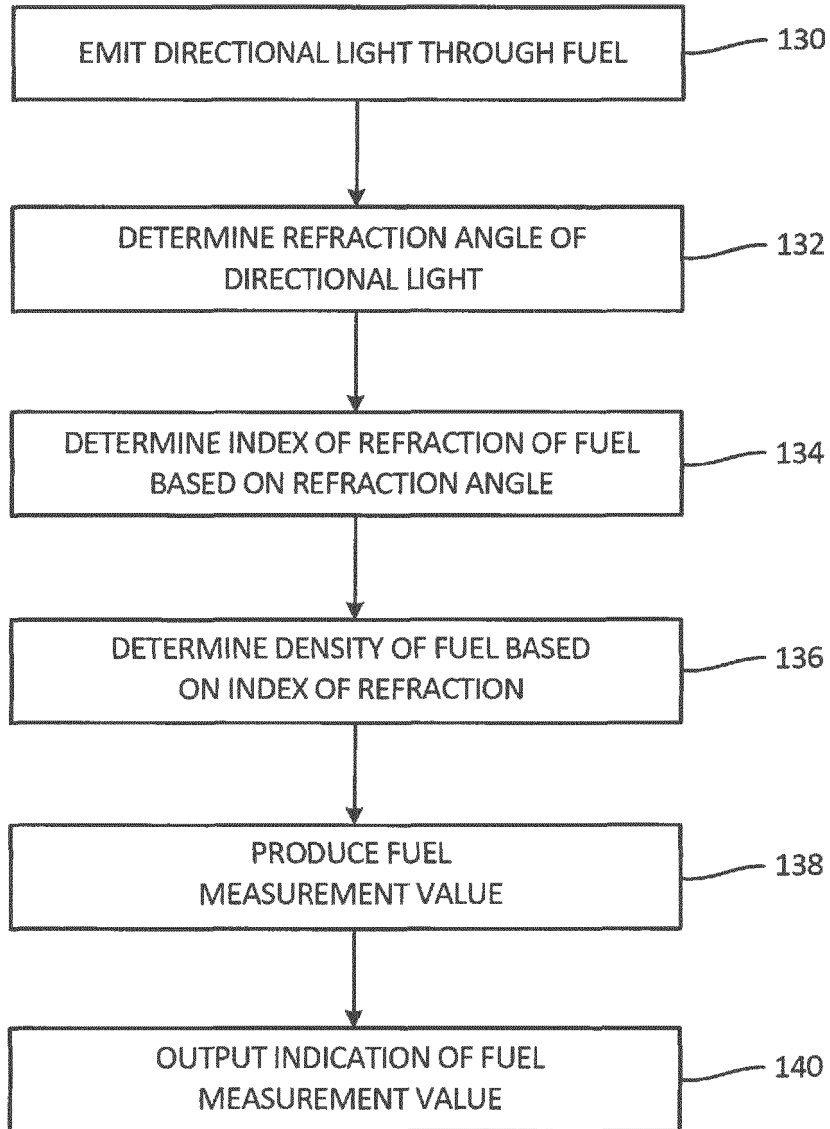 EMIT DIRECTIONAL LIGHT THROUGH FUEL
130
DETERMINE REFRACTION ANGLE OF
DIRECTIONAL LIGHT
132
DETERMINE INDEX OF REFRACTION OF FUEL
BASED ON REFRACTION ANGLE
134
DETERMINE DENSITY OF FUEL BASED
ON INDEX OF REFRACTION
136
PRODUCE FUEL
MEASUREMENT VALUE
138
OUTPUT INDICATION OF FUEL
MEASUREMENT VALUE
140